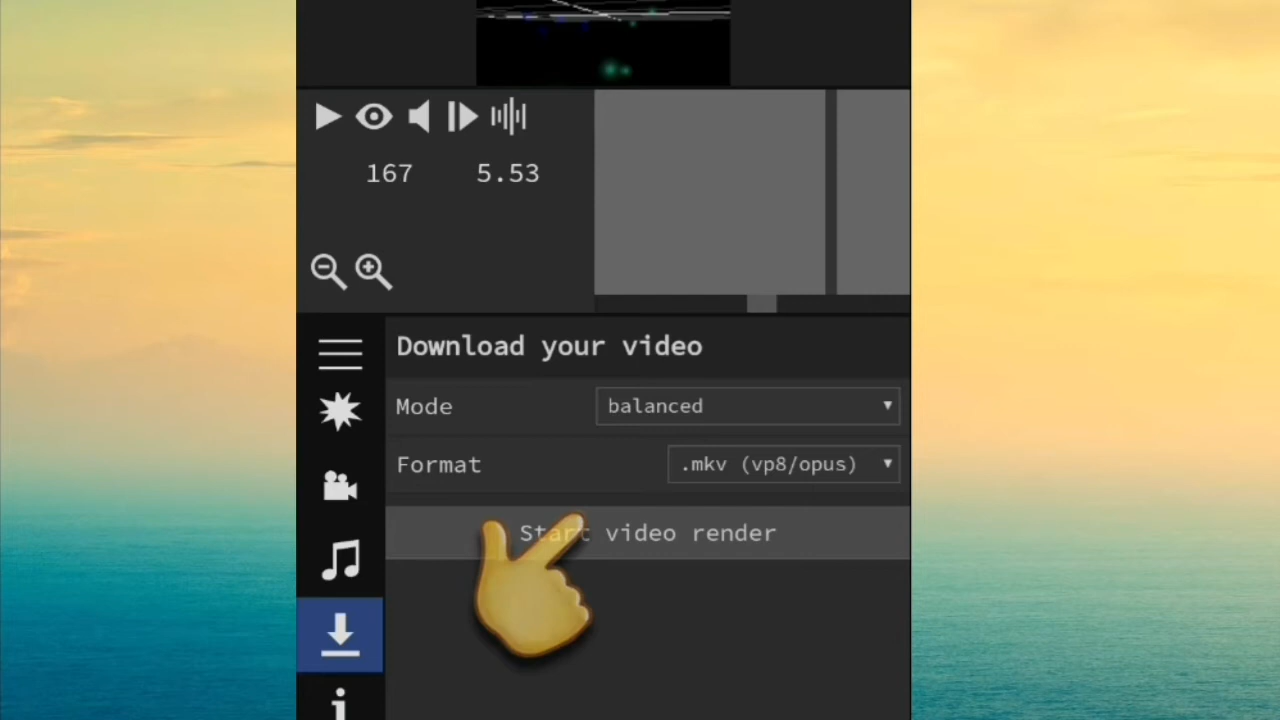 167 5.53
Download your video
Mode balanced
Format .mkv (vp8/opus)
Start video render